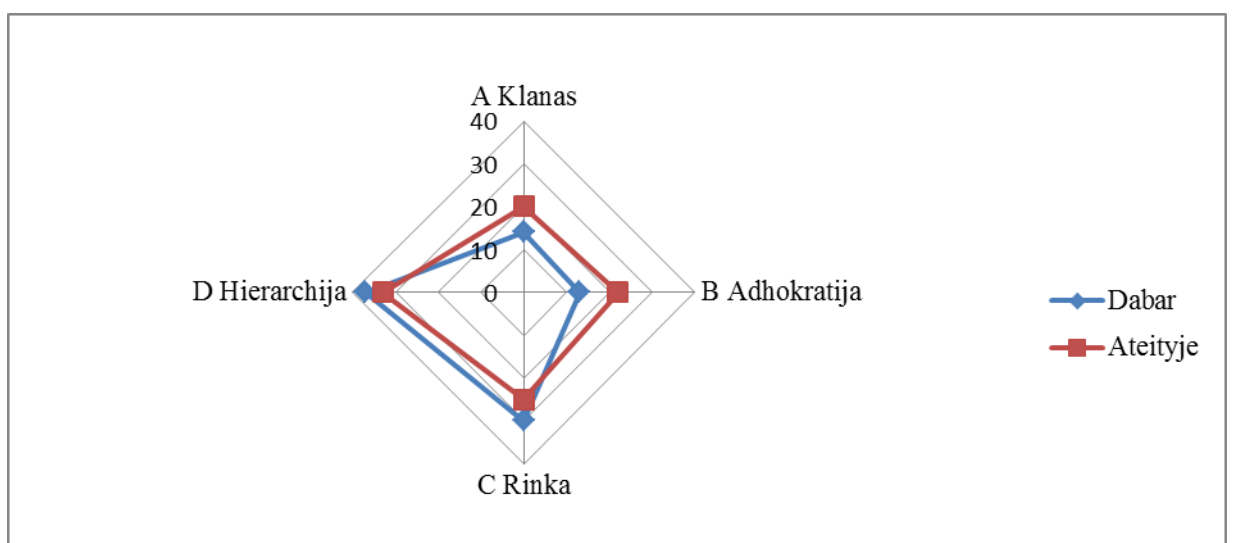 A Klanas
40
30
20
10
0
D Hierarchija
B Adhokratija
C Rinka
Dabar
Ateityje